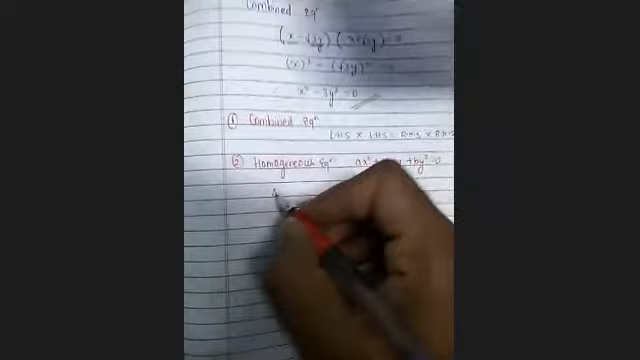 Combined eqⁿ
(x - √3y) (x+√3y) = 0
(x)² - (√3y)² = 0
x² - 3y² = 0
① Combined eqⁿ
LHS × LHS = RHS × RHS
② Homogneous eqⁿ ax² + y + by² = 0